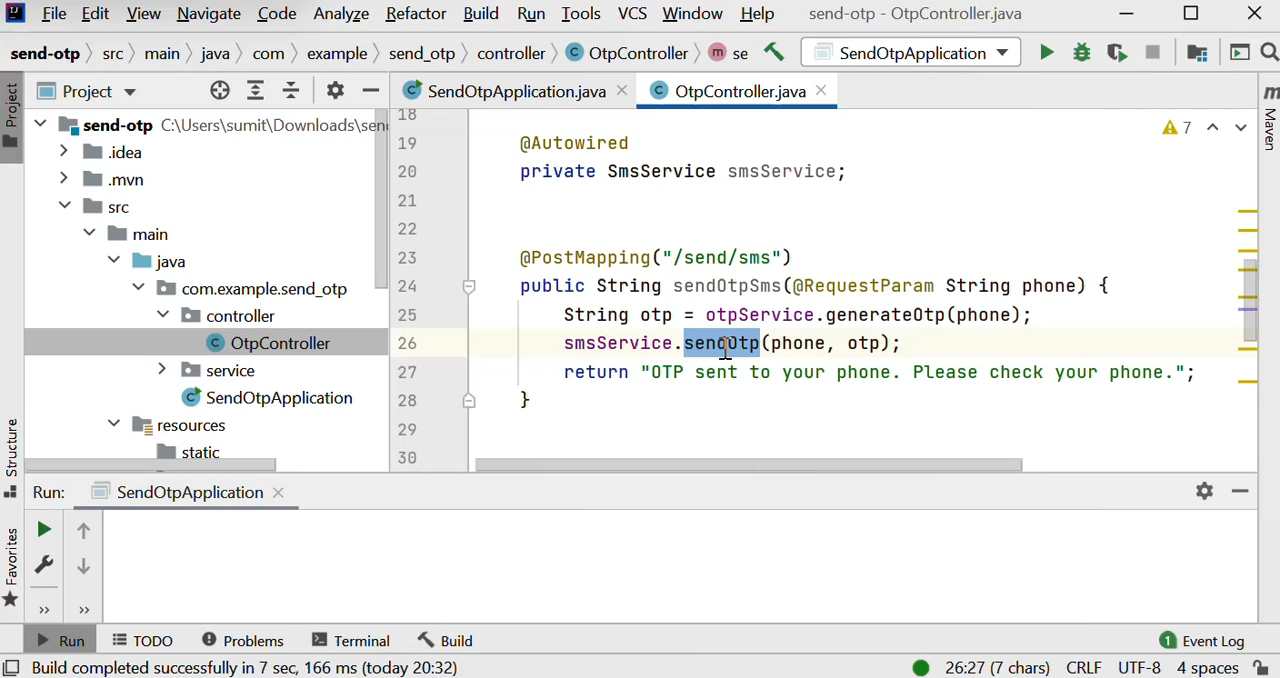 File Edit View Navigate Code Analyze Refactor Build Run Tools VCS Window Help send-otp - OtpController.java
send-otp src main java com example send_otp controller OtpController se SendOtpApplication
Project
SendOtpApplication.java OtpController.java
Project
Structure
Favorites
Maven
send-otp C:\Users\sumit\Downloads\sen
.idea
.mvn
src
main
java
com.example.send_otp
controller
OtpController
service
SendOtpApplication
resources
static
7
18
19 @Autowired
20 private SmsService smsService;
21
22
23 @PostMapping("/send/sms")
24 public String sendOtpSms(@RequestParam String phone) {
25 String otp = otpService.generateOtp(phone);
26 smsService.sendOtp(phone, otp);
27 return "OTP sent to your phone. Please check your phone.";
28 }
29
30
Run: SendOtpApplication
Run TODO Problems Terminal Build 1 Event Log
Build completed successfully in 7 sec, 166 ms (today 20:32) 26:27 (7 chars) CRLF UTF-8 4 spaces